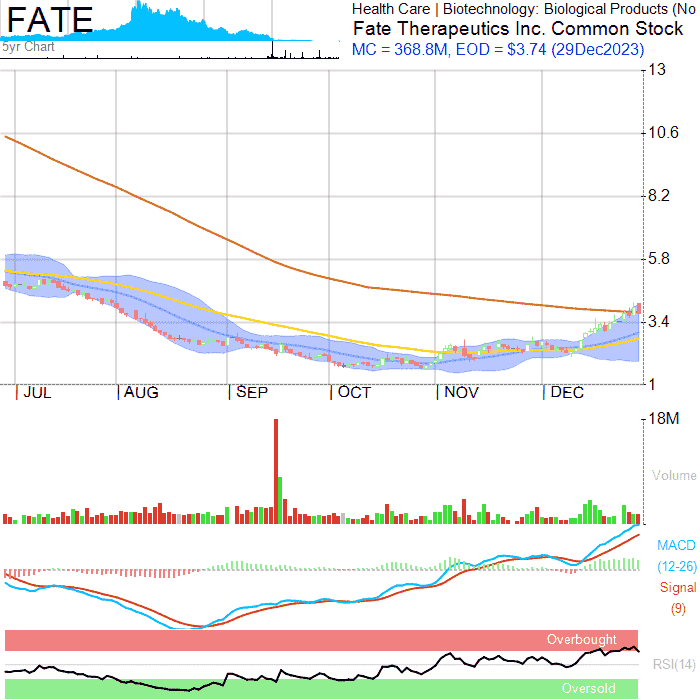 FATE
5yr Chart
Health Care | Biotechnology: Biological Products (No
Fate Therapeutics Inc. Common Stock
MC = 368.8M, EOD = $3.74 (29Dec2023)
13
10.6
8.2
5.8
3.4
1
JUL
AUG
SEP
OCT
NOV
DEC
18M
Volume
MACD
(12-26)
Signal
(9)
Overbought
RSI(14)
Oversold